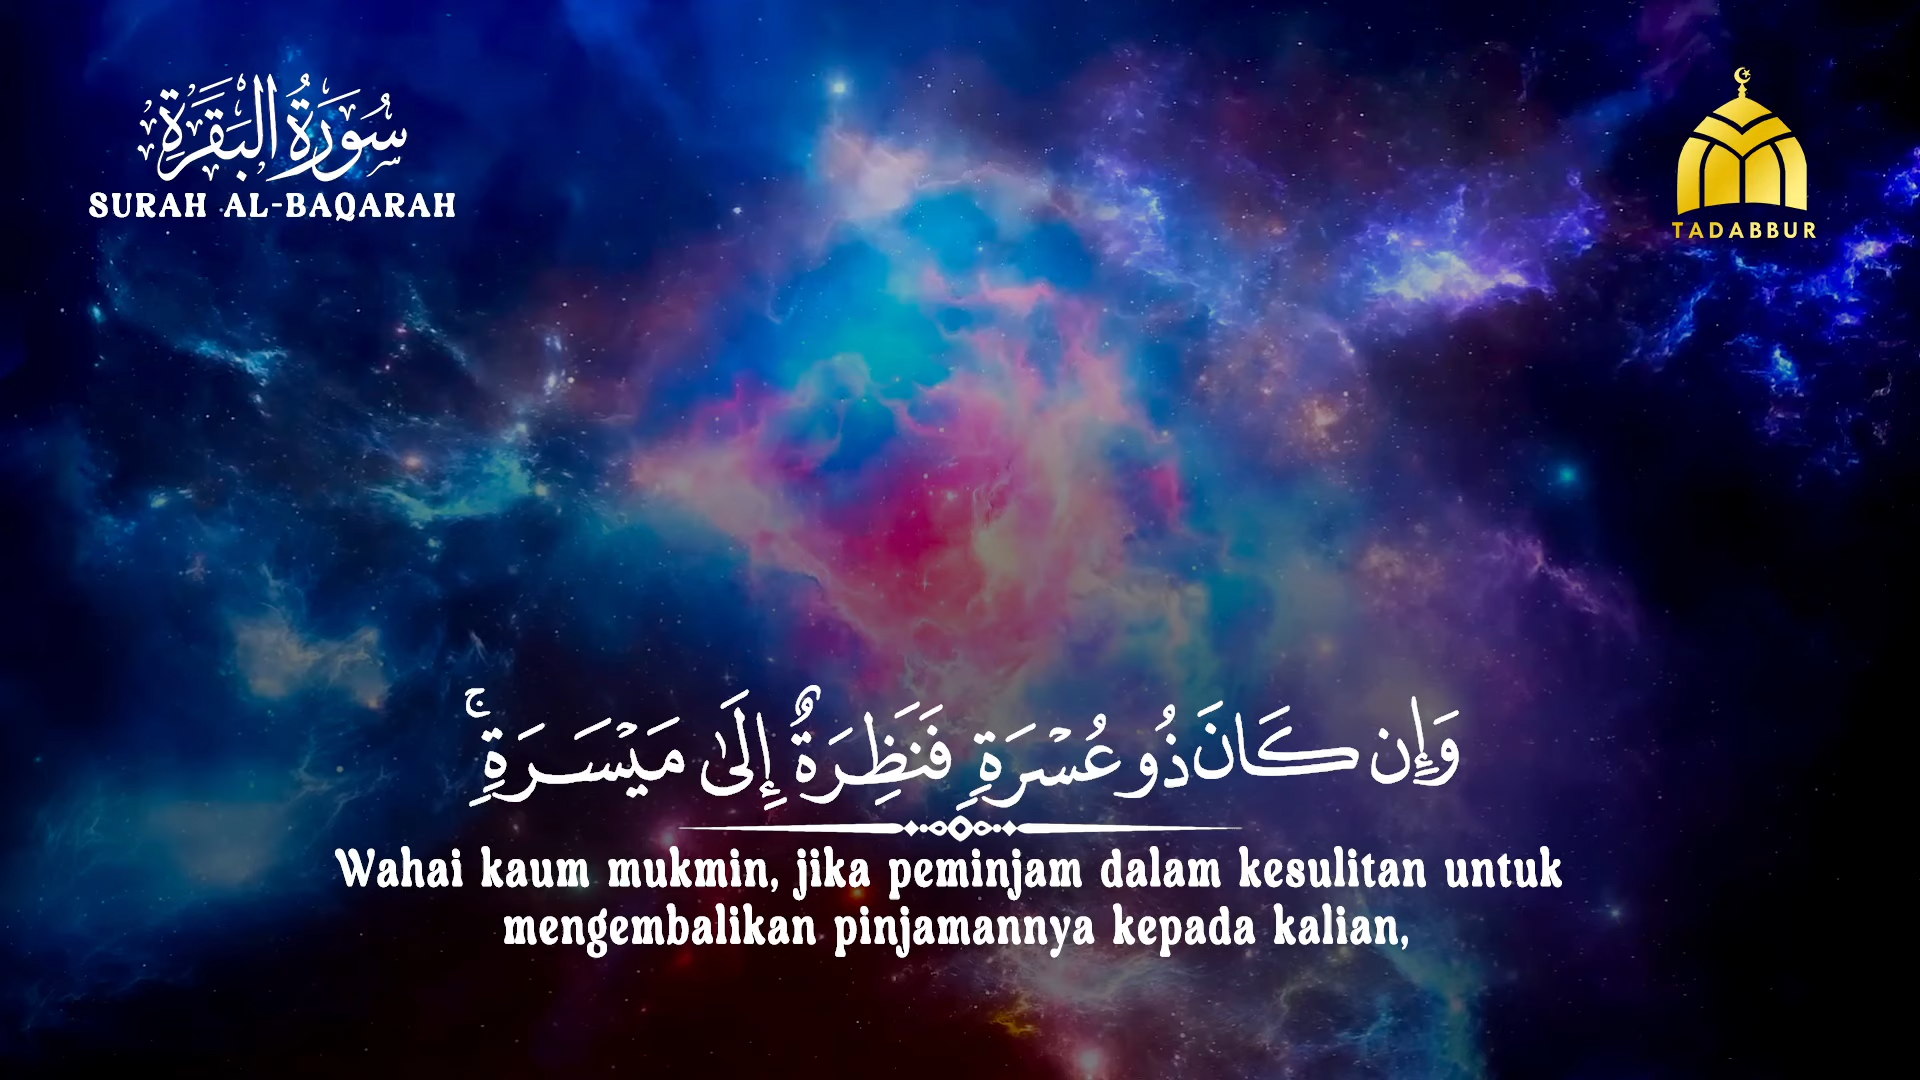 سُورَةُ البَقَرَةِ
SURAH AL-BAQARAH
TADABBUR
وَإِن كَانَ ذُو عُسْرَةٍ فَنَظِرَةٌ إِلَىٰ مَيْسَرَةٍ ۚ
Wahai kaum mukmin, jika peminjam dalam kesulitan untuk
mengembalikan pinjamannya kepada kalian,